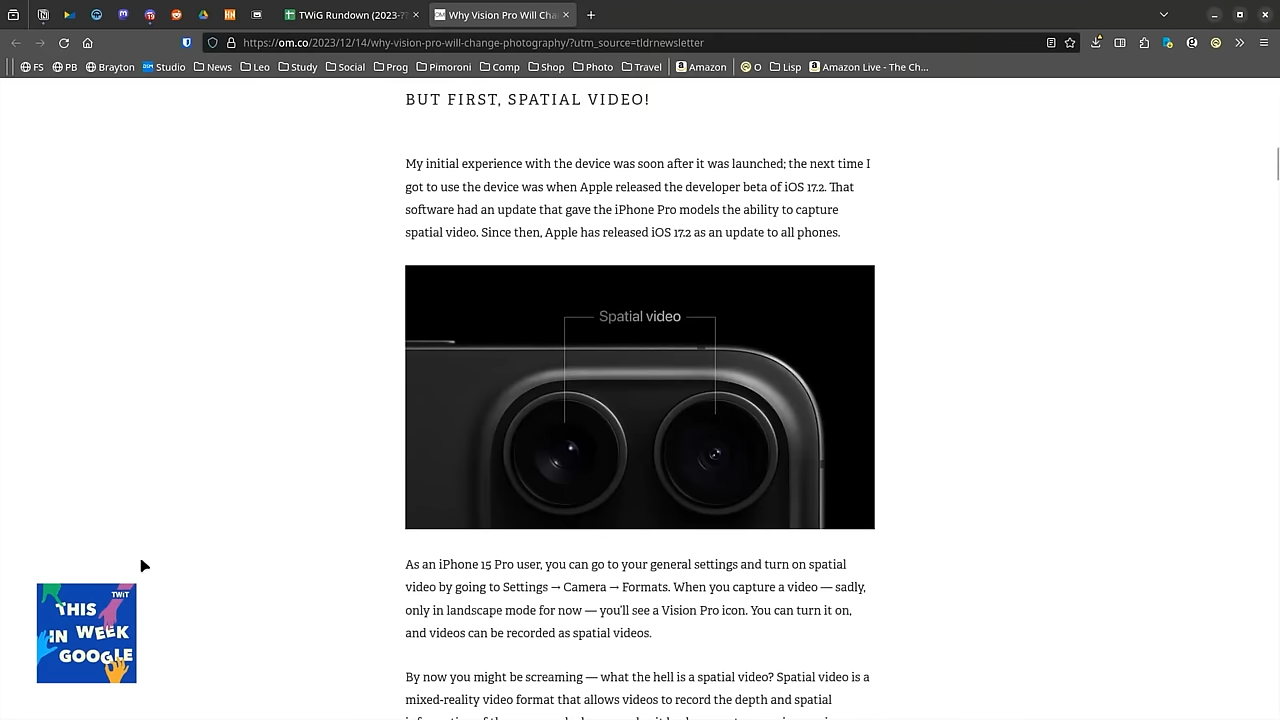 TWiG Rundown (2023-??
Why Vision Pro Will Cha
https://om.co/2023/12/14/why-vision-pro-will-change-photography/?utm_source=tldrnewsletter
FS PB Brayton Studio News Leo Study Social Prog Pimoroni Comp Shop Photo Travel Amazon O Lisp Amazon Live - The Ch...
BUT FIRST, SPATIAL VIDEO!
My initial experience with the device was soon after it was launched; the next time I
got to use the device was when Apple released the developer beta of iOS 17.2. That
software had an update that gave the iPhone Pro models the ability to capture
spatial video. Since then, Apple has released iOS 17.2 as an update to all phones.
Spatial video
As an iPhone 15 Pro user, you can go to your general settings and turn on spatial
video by going to Settings → Camera → Formats. When you capture a video — sadly,
only in landscape mode for now — you'll see a Vision Pro icon. You can turn it on,
and videos can be recorded as spatial videos.
TWiT
THIS
IN WEEK
GOOGLE
By now you might be screaming — what the hell is a spatial video? Spatial video is a
mixed-reality video format that allows videos to record the depth and spatial